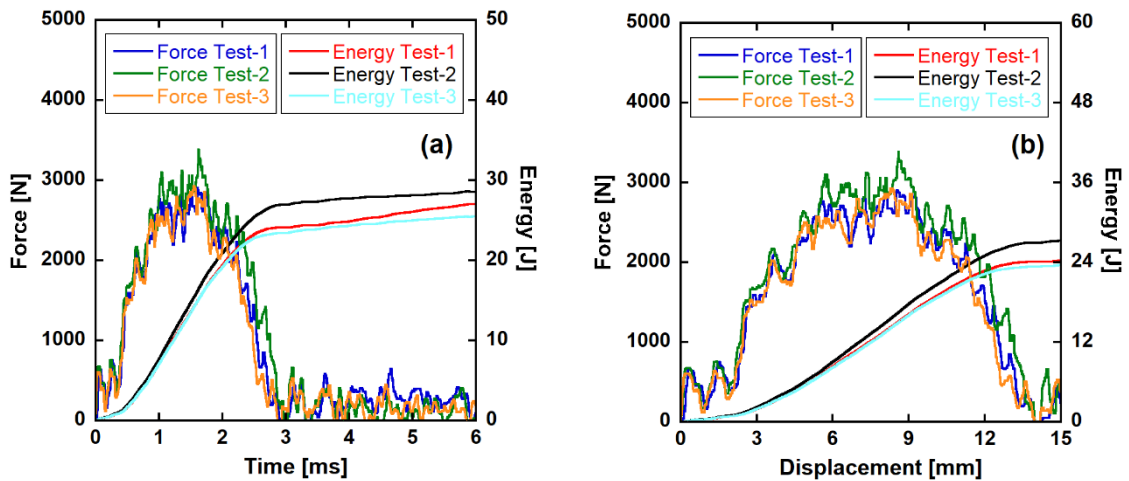 5000
4000
3000
2000
1000
0
Force [N]
50
40
30
20
10
0
Energy [J]
Force Test-1
Force Test-2
Force Test-3
Energy Test-1
Energy Test-2
Energy Test-3
(a)
0 1 2 3 4 5 6
Time [ms]
5000
4000
3000
2000
1000
0
Force [N]
60
48
36
24
12
0
Energy [J]
Force Test-1
Force Test-2
Force Test-3
Energy Test-1
Energy Test-2
Energy Test-3
(b)
0 3 6 9 12 15
Displacement [mm]